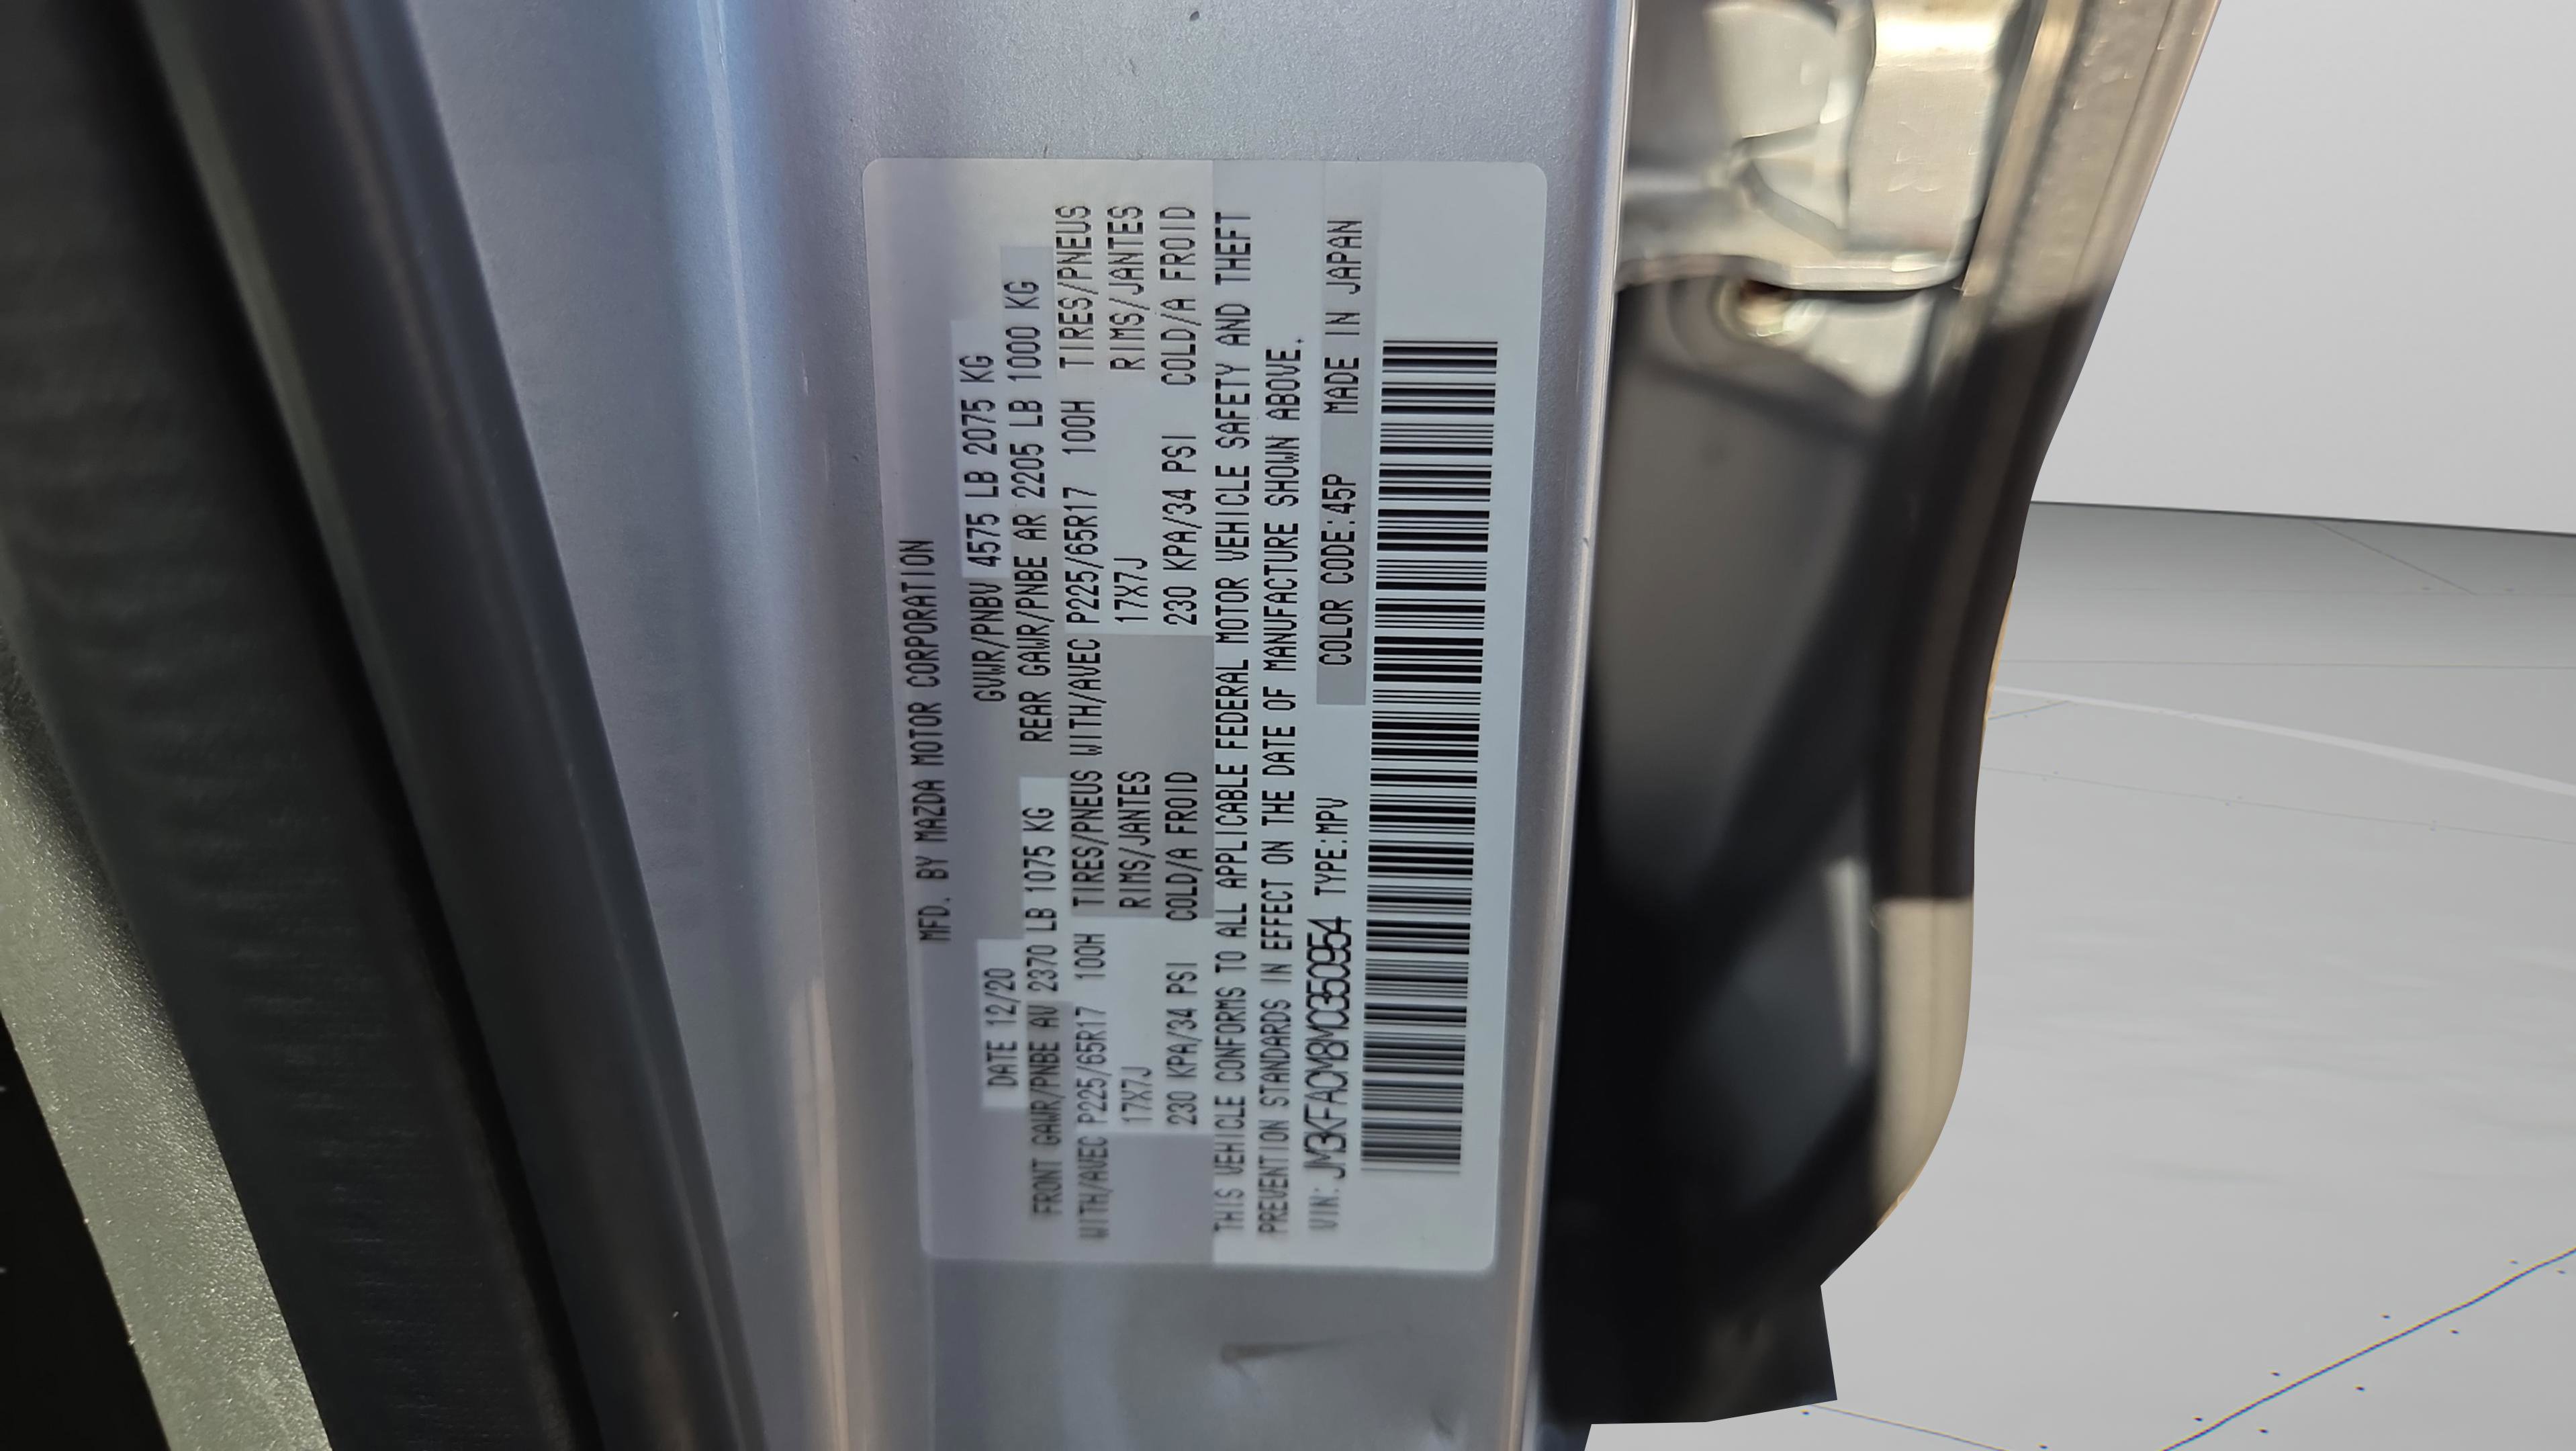 MFD. BY MAZDA MOTOR CORPORATION
DATE 12/20 GVWR/PNBV 4575 LB 2075 KG
FRONT GAWR/PNBE AV 2370 LB 1075 KG REAR GAWR/PNBE AR 2205 LB 1000 KG
WITH/AVEC P225/65R17 100H TIRES/PNEUS WITH/AVEC P225/65R17 100H TIRES/PNEUS
17X7J RIMS/JANTES 17X7J RIMS/JANTES
230 KPA/34 PSI COLD/A FROID 230 KPA/34 PSI COLD/A FROID
THIS VEHICLE CONFORMS TO ALL APPLICABLE FEDERAL MOTOR VEHICLE SAFETY AND THEFT
PREVENTION STANDARDS IN EFFECT ON THE DATE OF MANUFACTURE SHOWN ABOVE.
VIN: JM3KFA0M8M0350954 TYPE:MPV COLOR CODE:45P MADE IN JAPAN